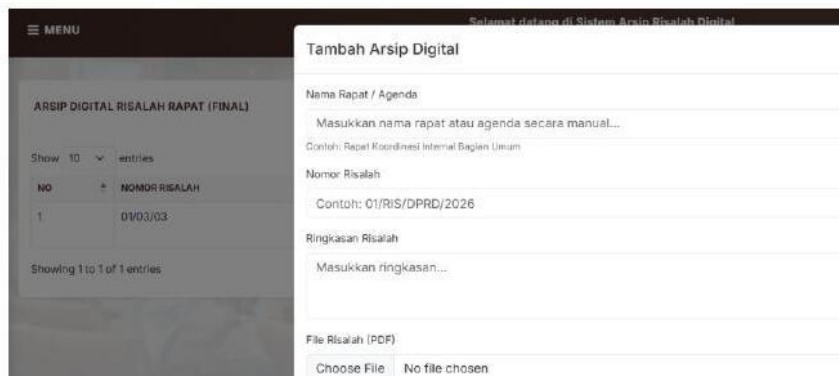 ☰ MENU
Selamat datang di Sistem Arsip Risalah Digital
Tambah Arsip Digital
Nama Rapat / Agenda
Masukkan nama rapat atau agenda secara manual...
Contoh: Rapat Koordinasi Internal Bagian Umum
Nomor Risalah
Contoh: 01/RIS/DPRD/2026
Ringkasan Risalah
Masukkan ringkasan...
File Risalah (PDF)
Choose File No file chosen
ARSIP DIGITAL RISALAH RAPAT (FINAL)
Show 10 entries
NO NOMOR RISALAH
1 01/03/03
Showing 1 to 1 of 1 entries